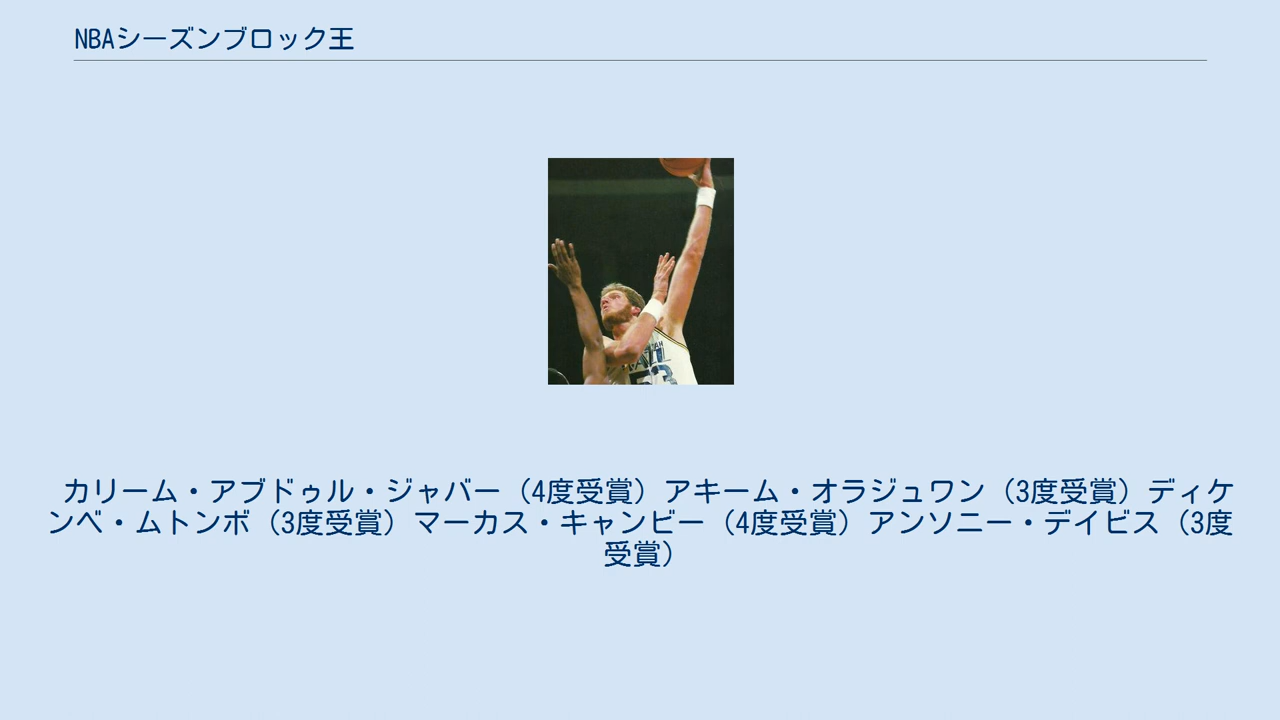 NBAシーズンブロック王
UTAH
53
カリーム・アブドゥル・ジャバー（4度受賞）アキーム・オラジュワン（3度受賞）ディケ
ンベ・ムトンボ（3度受賞）マーカス・キャンビー（4度受賞）アンソニー・デイビス（3度
受賞）